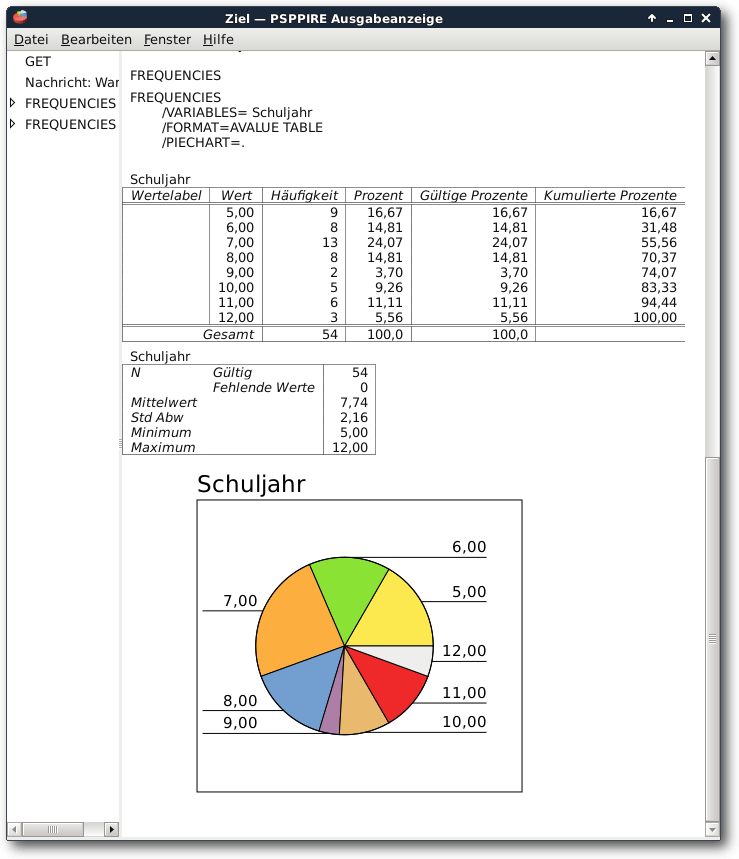 Ziel — PSPPIRE Ausgabeanzeige
Datei Bearbeiten Fenster Hilfe
GET
Nachricht: War
FREQUENCIES
FREQUENCIES
FREQUENCIES
FREQUENCIES
/VARIABLES= Schuljahr
/FORMAT=AVALUE TABLE
/PIECHART=.
Schuljahr
Wertelabel Wert Häufigkeit Prozent Gültige Prozente Kumulierte Prozente
5,00 9 16,67 16,67 16,67
6,00 8 14,81 14,81 31,48
7,00 13 24,07 24,07 55,56
8,00 8 14,81 14,81 70,37
9,00 2 3,70 3,70 74,07
10,00 5 9,26 9,26 83,33
11,00 6 11,11 11,11 94,44
12,00 3 5,56 5,56 100,00
Gesamt 54 100,0 100,0
Schuljahr
N Gültig 54
Fehlende Werte 0
Mittelwert 7,74
Std Abw 2,16
Minimum 5,00
Maximum 12,00
Schuljahr
6,00
5,00
7,00
12,00
11,00
8,00
10,00
9,00